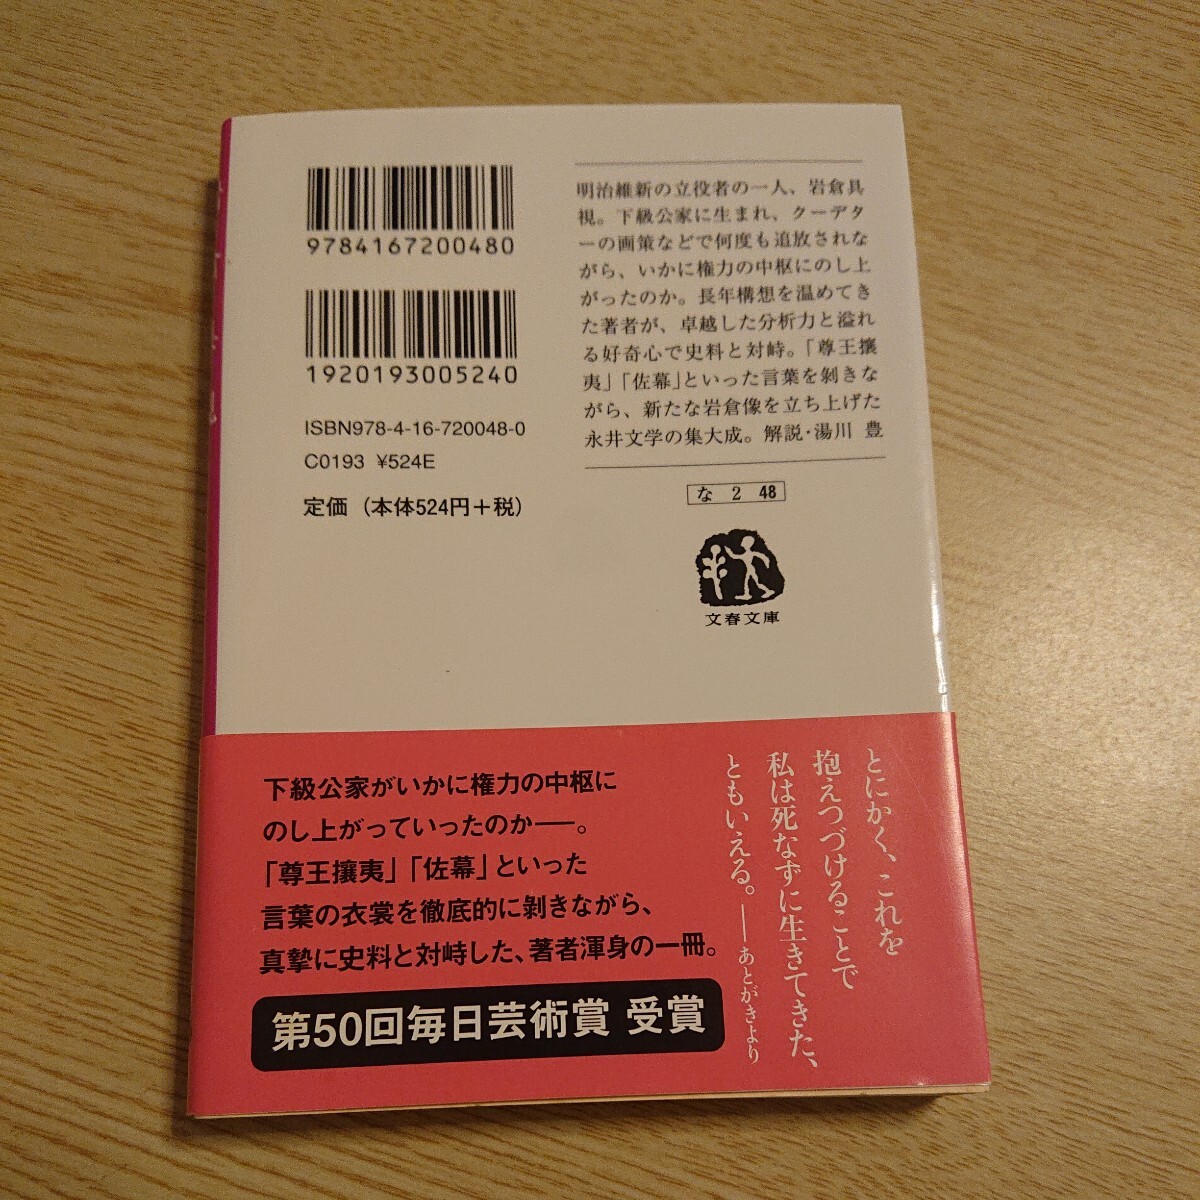 9784167200480
1920193005240
ISBN978-4-16-720048-0
C0193 ¥524E
定価（本体524円＋税）
明治維新の立役者の一人、岩倉具
視。下級公家に生まれ、クーデタ
ーの画策などで何度も追放されな
がら、いかに権力の中枢にのし上
がったのか。長年構想を温めてき
た著者が、卓越した分析力と溢れ
る好奇心で史料と対峙。「尊王攘
夷」「佐幕」といった言葉を剝きな
がら、新たな岩倉像を立ち上げた
永井文学の集大成。解説・湯川 豊
な 2 48
文春文庫
下級公家がいかに権力の中枢に
のし上がっていったのか――。
「尊王攘夷」「佐幕」といった
言葉の衣裳を徹底的に剝きながら、
真摯に史料と対峙した、著者渾身の一冊。
第50回毎日芸術賞 受賞
とにかく、これを
抱えつづけることで
私は死なずに生きてきた、
ともいえる。――あとがきより